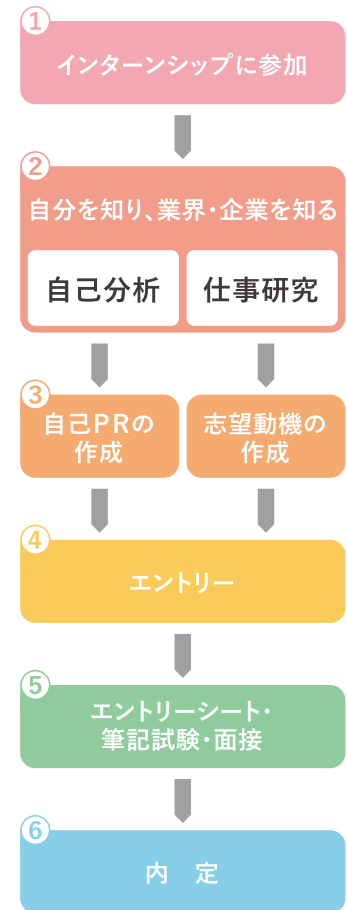 1
インターンシップに参加
2
自分を知り、業界・企業を知る
自己分析
仕事研究
3
自己PRの
作成
志望動機の
作成
4
エントリー
5
エントリーシート・
筆記試験・面接
6
内　定